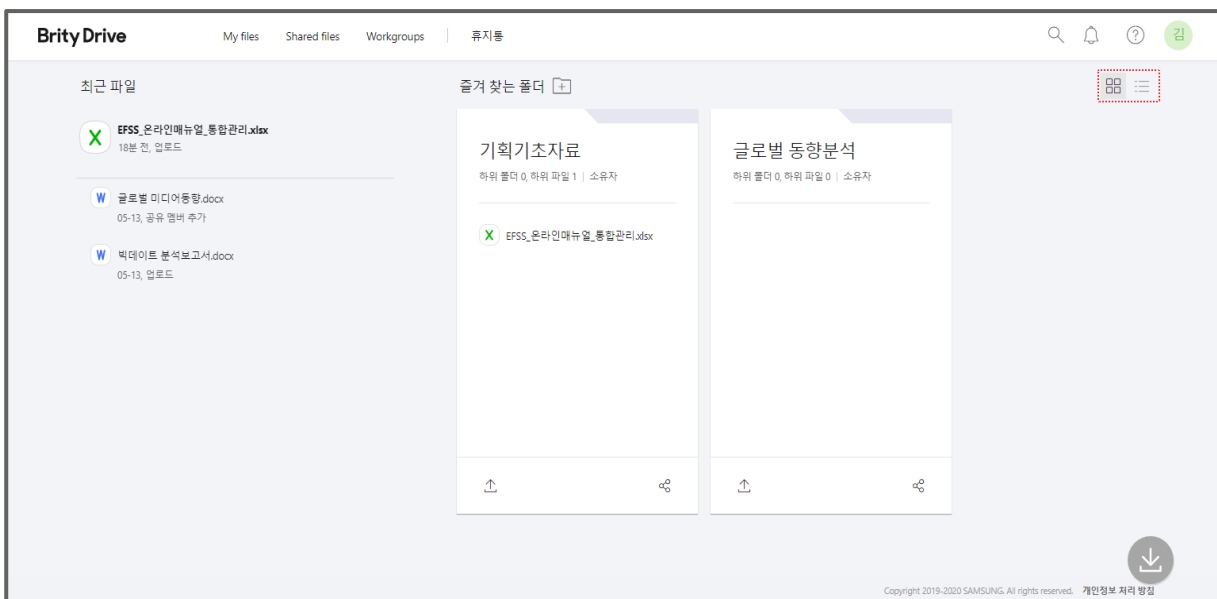 Brity Drive
My files
Shared files
Workgroups
휴지통
김
최근 파일
EFSS_온라인매뉴얼_통합관리.xlsx
18분 전, 업로드
글로벌 미디어동향.docx
05-13, 공유 멤버 추가
빅데이트 분석보고서.docx
05-13, 업로드
즐겨 찾는 폴더
기획기초자료
하위 폴더 0, 하위 파일 1 | 소유자
EFSS_온라인매뉴얼_통합관리.xlsx
글로벌 동향분석
하위 폴더 0, 하위 파일 0 | 소유자
Copyright 2019-2020 SAMSUNG. All rights reserved. 개인정보 처리 방침